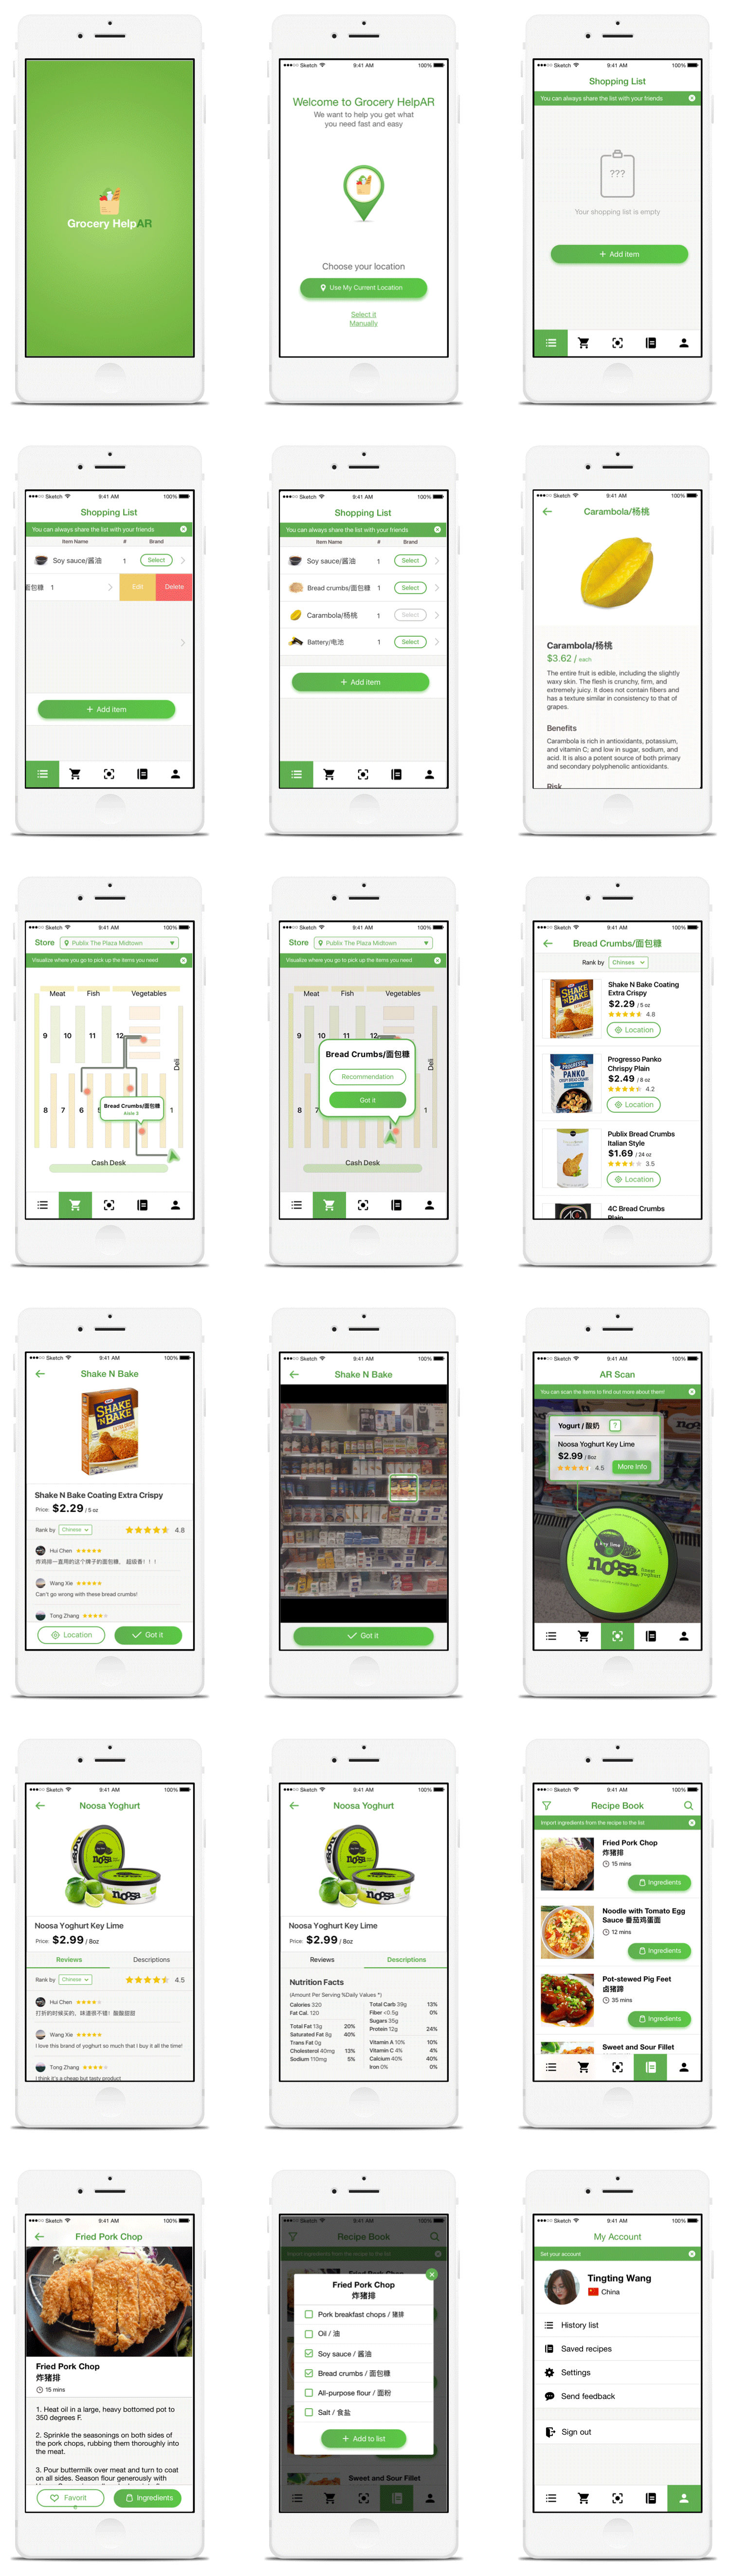 Grocery HelpAR
Sketch 9:41 AM 100%
Welcome to Grocery HelpAR
We want to help you get what
you need fast and easy
Choose your location
Use My Current Location
Select it
Manually
Sketch 9:41 AM 100%
Shopping List
You can always share the list with your friends
???
Your shopping list is empty
+ Add item
Sketch 9:41 AM 100%
Shopping List
You can always share the list with your friends
Item Name # Brand
Soy sauce/酱油 1 Select
面包糠 1 Edit Delete
+ Add item
Sketch 9:41 AM 100%
Shopping List
You can always share the list with your friends
Item Name # Brand
Soy sauce/酱油 1 Select
Bread crumbs/面包糠 1 Select
Carambola/杨桃 1 Select
Battery/电池 1 Select
+ Add item
Sketch 9:41 AM 100%
Carambola/杨桃
Carambola/杨桃
$3.62 / each
The entire fruit is edible, including the slightly
waxy skin. The flesh is crunchy, firm, and
extremely juicy. It does not contain fibers and
has a texture similar in consistency to that of
grapes.
Benefits
Carambola is rich in antioxidants, potassium,
and vitamin C; and low in sugar, sodium, and
acid. It is also a potent source of both primary
and secondary polyphenolic antioxidants.
Risk
Sketch 9:41 AM 100%
Store Publix The Plaza Midtown
Visualize where you go to pick up the items you need
Meat Fish Vegetables
9 10 11 12
Deli
8 7 6 1
Bread Crumbs/面包糠
Aisle 3
Cash Desk
Sketch 9:41 AM 100%
Store Publix The Plaza Midtown
Visualize where you go to pick up the items you need
Meat Fish Vegetables
9 10 11 12
Bread Crumbs/面包糠
Recommendation
Got it
Deli
8 7 1
Cash Desk
Sketch 9:41 AM 100%
Bread Crumbs/面包糠
Rank by Chinses
SHAKE 'N BAKE
Shake N Bake Coating
Extra Crispy
$2.29 / 5 oz
4.8
Location
PROGRESSO
PANKO
Progresso Panko
Chrispy Plain
$2.49 / 8 oz
4.2
Location
Publix Bread Crumbs
Italian Style
$1.69 / 24 oz
3.5
Location
4C
4C Bread Crumbs
Plain
Sketch 9:41 AM 100%
Shake N Bake
SHAKE 'N BAKE
Shake N Bake Coating Extra Crispy
Price: $2.29 / 5 oz
Rank by Chinese 4.8
Hui Chen
炸鸡排一直用的这个牌子的面包糠， 超级香！！！
Wang Xie
Can't go wrong with these bread crumbs!
Tong Zhang
Location Got it
Sketch 9:41 AM 100%
Shake N Bake
Got it
Sketch 9:41 AM 100%
AR Scan
You can scan the items to find out more about them!
Yogurt / 酸奶 ?
Noosa Yoghurt Key Lime
$2.99 / 8oz
4.5 More Info
key lime
noosa
finest
yoghurt
Sketch 9:41 AM 100%
Noosa Yoghurt
noosa
noosa
Noosa Yoghurt Key Lime
Price: $2.99 / 8oz
Reviews Descriptions
Rank by Chinese 4.5
Hui Chen
打折的时候买的，味道很不错！酸酸甜甜
Wang Xie
I love this brand of yoghurt so much that I buy it all the time!
Tong Zhang
I think it's a cheap but tasty product
Sketch 9:41 AM 100%
Noosa Yoghurt
noosa
noosa
Noosa Yoghurt Key Lime
Price: $2.99 / 8oz
Reviews Descriptions
Nutrition Facts
(Amount Per Serving %Daily Values *)
Calories 320
Fat Cal. 120
Total Fat 13g 20%
Saturated Fat 8g 40%
Trans Fat 0g
Cholesterol 40mg 13%
Sodium 110mg 5%
Total Carb 39g 13%
Fiber <0.5g 0%
Sugars 35g
Protein 12g 24%
Vitamin A 10% 10%
Vitamin C 4% 4%
Calcium 40% 40%
Iron 0% 0%
Sketch 9:41 AM 100%
Recipe Book
Import ingredients from the recipe to the list
Fried Pork Chop
炸猪排
15 mins
Ingredients
Noodle with Tomato Egg
Sauce 番茄鸡蛋面
12 mins
Ingredients
Pot-stewed Pig Feet
卤猪蹄
35 mins
Ingredients
Sweet and Sour Fillet
Sketch 9:41 AM 100%
Fried Pork Chop
Fried Pork Chop
炸猪排
15 mins
1. Heat oil in a large, heavy bottomed pot to
350 degrees F.
2. Sprinkle the seasonings on both sides of
the pork chops, rubbing them thoroughly into
the meat.
3. Pour buttermilk over meat and turn to coat
on all sides. Season flour generously with
Favorit
e
Ingredients
Sketch 9:41 AM 100%
Recipe Book
Import ingredients from the recipe to the list
Fried Pork Chop
Fried Pork Chop
炸猪排
Pork breakfast chops / 猪排
Oil / 油
Soy sauce / 酱油
Bread crumbs / 面包糠
All-purpose flour / 面粉
Salt / 食盐
+ Add to list
Sweet and Sour Fillet
Sketch 9:41 AM 100%
My Account
Set your account
Tingting Wang
China
History list
Saved recipes
Settings
Send feedback
Sign out